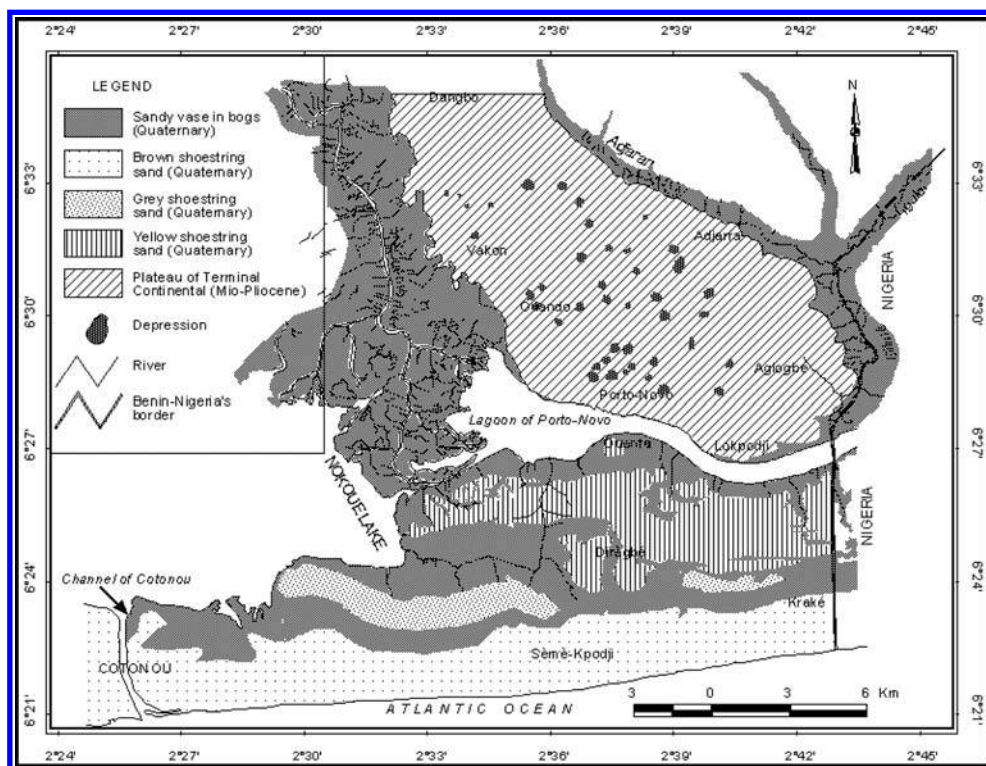 2°24' 2°27' 2°30' 2°33' 2°36' 2°39' 2°42' 2°45'
LEGEND
Sandy vase in bogs
(Quaternary)
Brown shoestring
sand (Quaternary)
Grey shoestring
sand (Quaternary)
Yellow shoestring
sand (Quaternary)
Plateau of Terminal
Continental (Mio-Pliocene)
Depression
River
Benin-Nigeria's
border
N
6°33' 6°33'
6°30' 6°30'
6°27' 6°27'
6°24' 6°24'
6°21' 6°21'
Dangbo
Adjarra
Vakon
NIGERIA
Aglogbè
Porto-Novo
Lagoon of Porto-Novo
Lokpodji
NOKOUE LAKE
NIGERIA
Djrègbé
Channel of Cotonou
Kraké
COTONOU
Sèmè-Kpodji
ATLANTIC OCEAN
3 0 3 6 Km
2°24' 2°27' 2°30' 2°33' 2°36' 2°39' 2°42' 2°45'